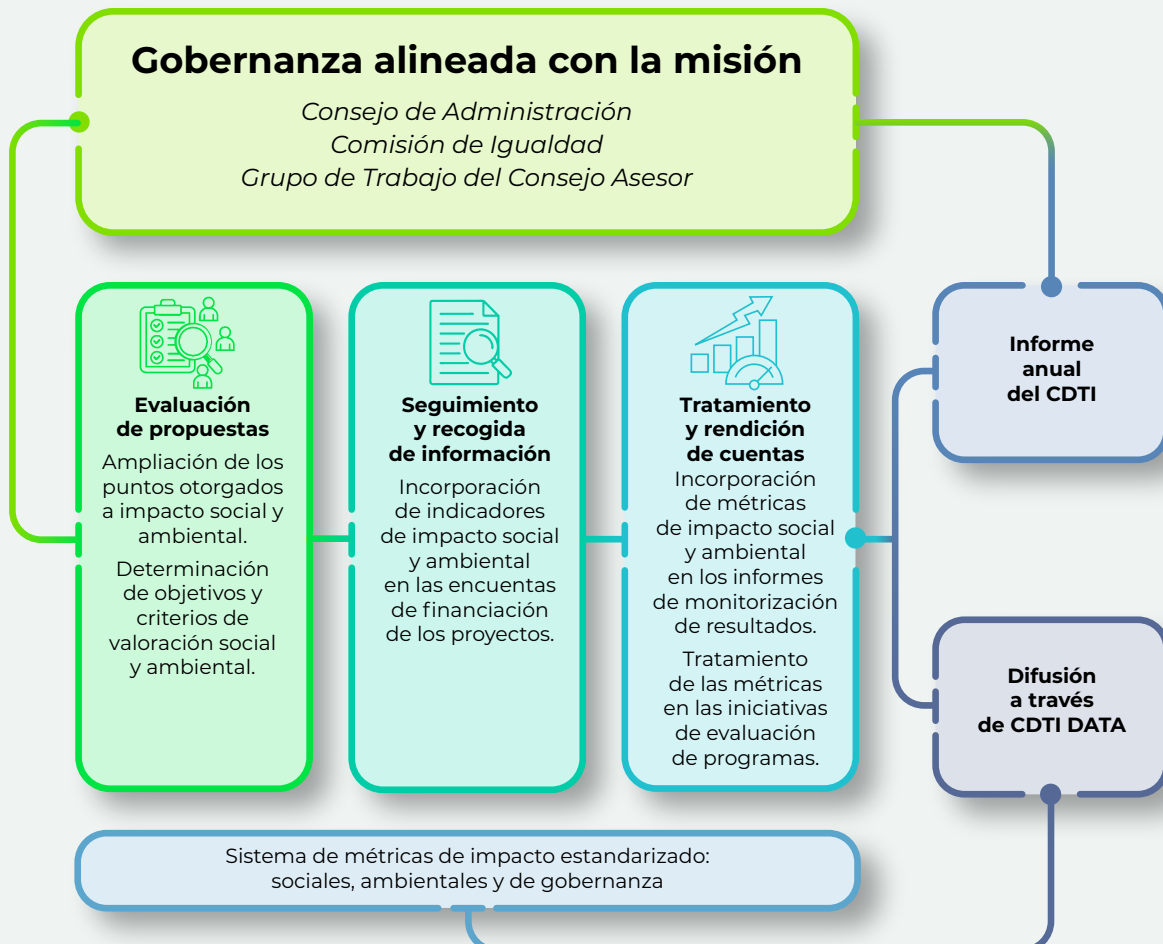 Gobernanza alineada con la misión
Consejo de Administración
Comisión de Igualdad
Grupo de Trabajo del Consejo Asesor
Evaluación
de propuestas
Ampliación de los
puntos otorgados
a impacto social y
ambiental.
Determinación
de objetivos y
criterios de
valoración social
y ambiental.
Seguimiento
y recogida
de información
Incorporación
de indicadores
de impacto social
y ambiental
en las encuentas
de financiación
de los proyectos.
Tratamiento
y rendición
de cuentas
Incorporación
de métricas
de impacto social
y ambiental
en los informes
de monitorización
de resultados.
Tratamiento
de las métricas
en las iniciativas
de evaluación
de programas.
Informe
anual
del CDTI
Difusión
a través
de CDTI DATA
Sistema de métricas de impacto estandarizado:
sociales, ambientales y de gobernanza